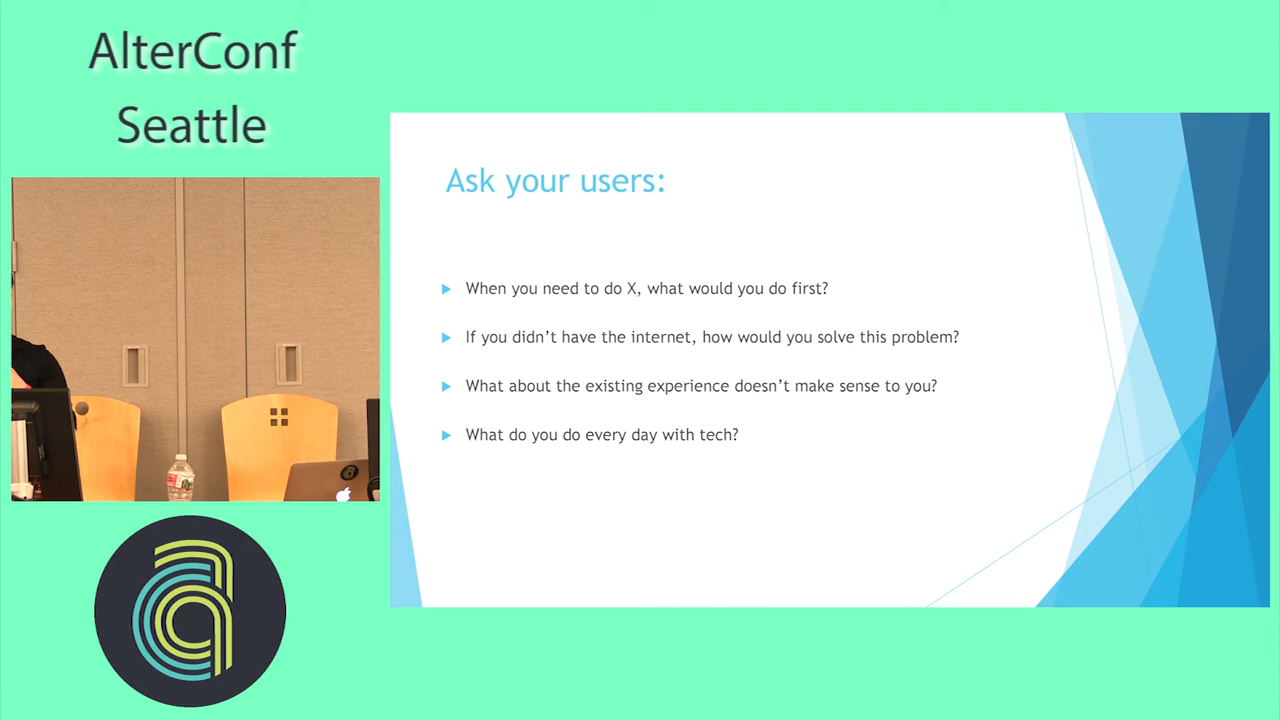 AlterConf
Seattle
Ask your users:
When you need to do X, what would you do first?
If you didn’t have the internet, how would you solve this problem?
What about the existing experience doesn’t make sense to you?
What do you do every day with tech?